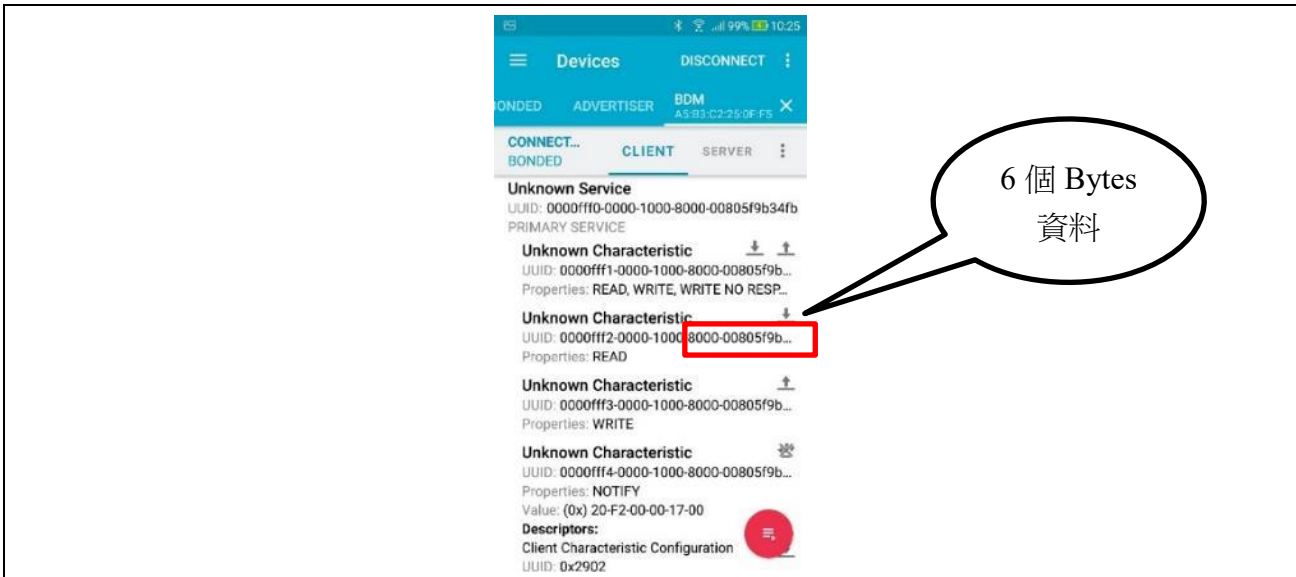 99% 10:25
Devices DISCONNECT
IONDED ADVERTISER BDM
A5:B3:C2:25:0F:F5
CONNECT... CLIENT SERVER
BONDED
Unknown Service
UUID: 0000fff0-0000-1000-8000-00805f9b34fb
PRIMARY SERVICE
Unknown Characteristic
UUID: 0000fff1-0000-1000-8000-00805f9b...
Properties: READ, WRITE, WRITE NO RESP...
Unknown Characteristic
UUID: 0000fff2-0000-1000-8000-00805f9b...
Properties: READ
Unknown Characteristic
UUID: 0000fff3-0000-1000-8000-00805f9b...
Properties: WRITE
Unknown Characteristic
UUID: 0000fff4-0000-1000-8000-00805f9b...
Properties: NOTIFY
Value: (0x) 20-F2-00-00-17-00
Descriptors:
Client Characteristic Configuration
UUID: 0x2902
6 個 Bytes
資料